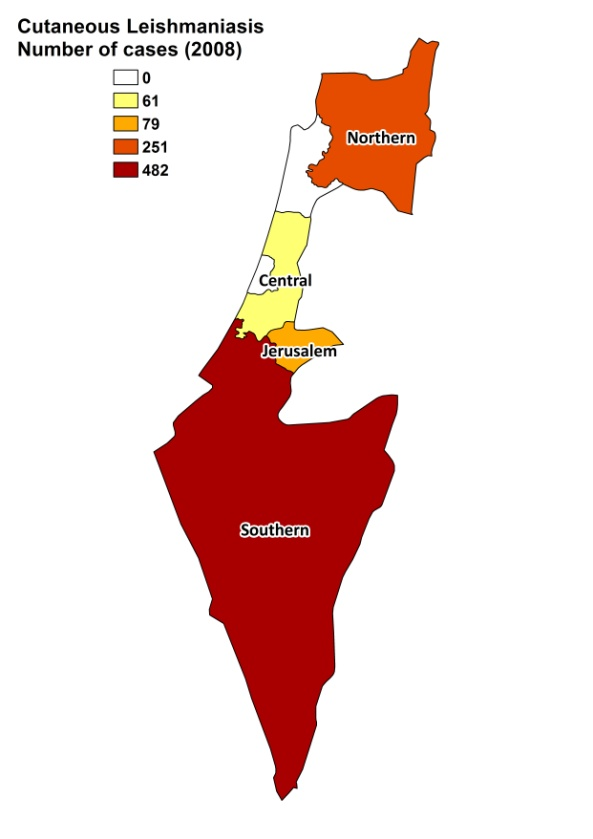 Cutaneous Leishmaniasis
Number of cases (2008)
0
61
79
251
482
Northern
Central
Jerusalem
Southern